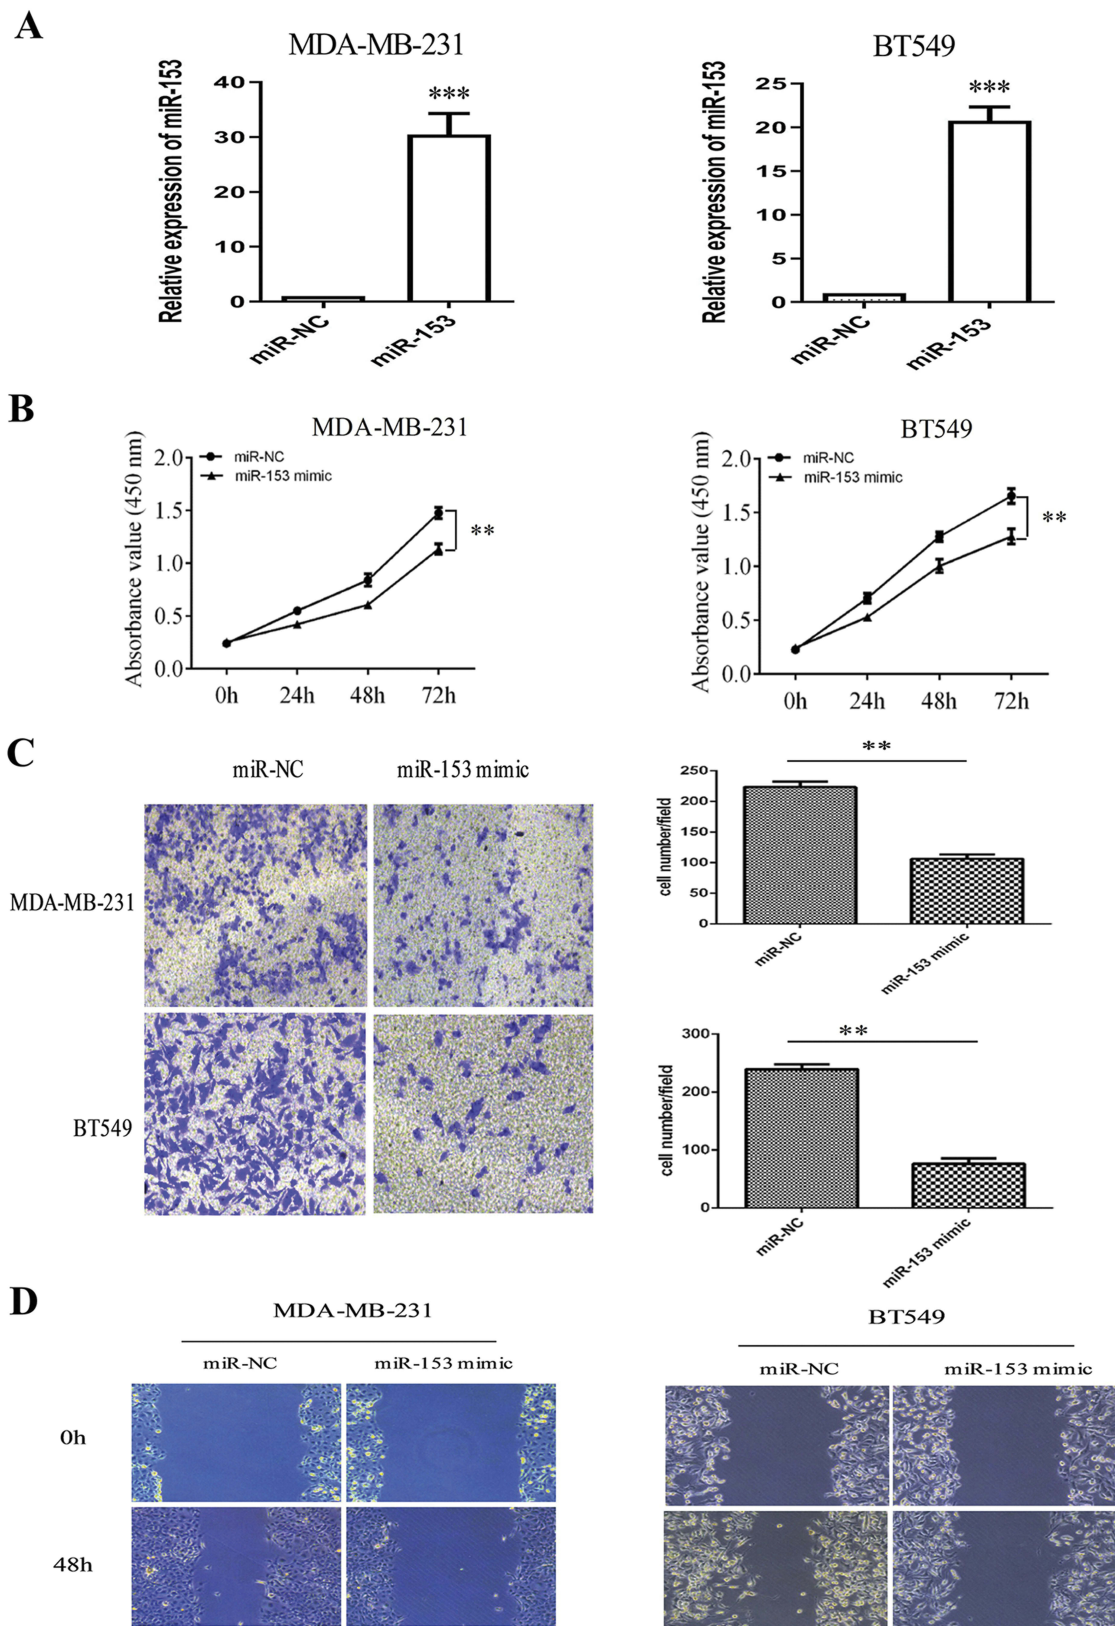 A
MDA-MB-231
BT549
Relative expression of miR-153
40
30
20
10
0
***
miR-NC
miR-153
Relative expression of miR-153
25
20
15
10
5
0
***
miR-NC
miR-153
B
MDA-MB-231
BT549
Absorbance value (450 nm)
2.0
1.5
1.0
0.5
0.0
miR-NC
miR-153 mimic
**
0h 24h 48h 72h
Absorbance value (450 nm)
2.0
1.5
1.0
0.5
0.0
miR-NC
miR-153 mimic
**
0h 24h 48h 72h
C
miR-NC miR-153 mimic
MDA-MB-231
BT549
cell number/field
250
200
150
100
50
0
**
miR-NC
miR-153 mimic
cell number/field
300
200
100
0
**
miR-NC
miR-153 mimic
D
MDA-MB-231
BT549
miR-NC miR-153 mimic
miR-NC miR-153 mimic
0h
48h